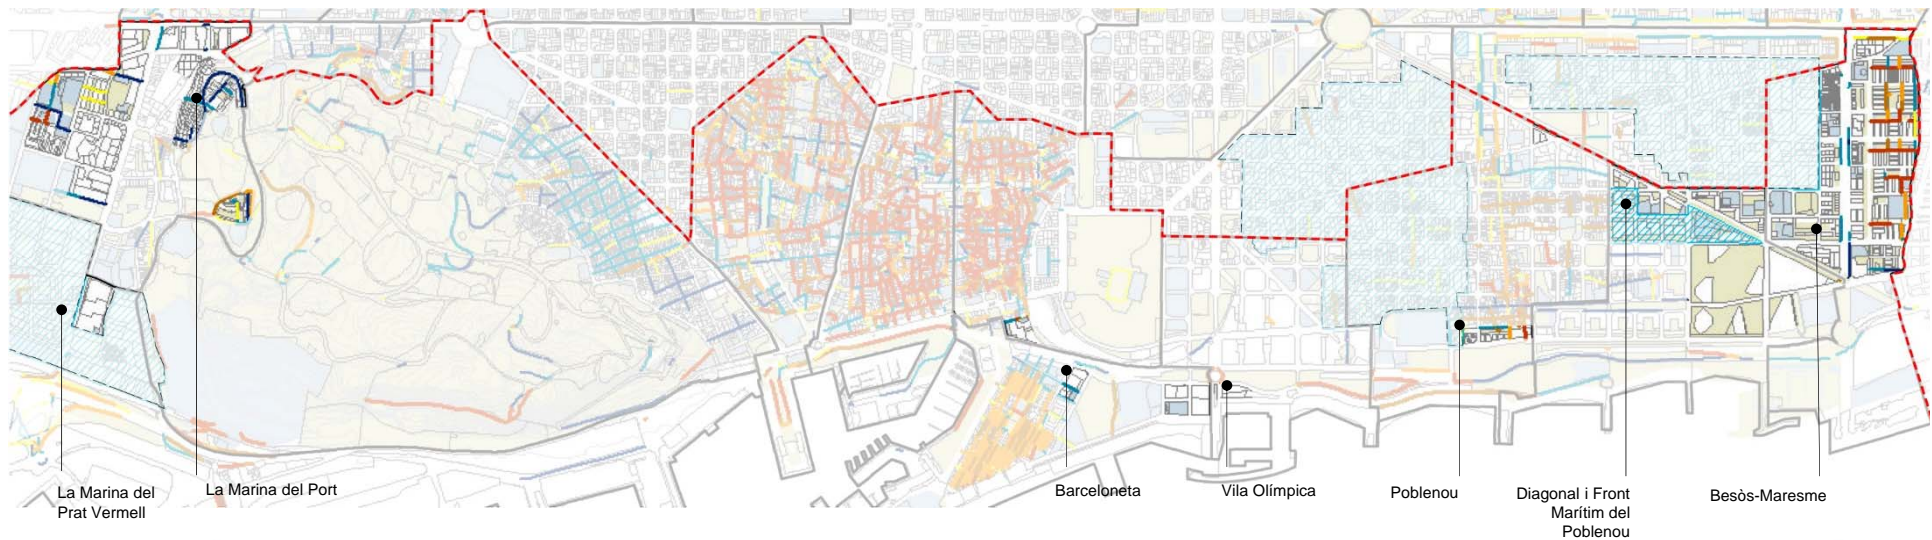 La Marina del
Prat Vermell
La Marina del Port
Barceloneta
Vila Olímpica
Poblenou
Diagonal i Front
Marítim del
Poblenou
Besòs-Maresme